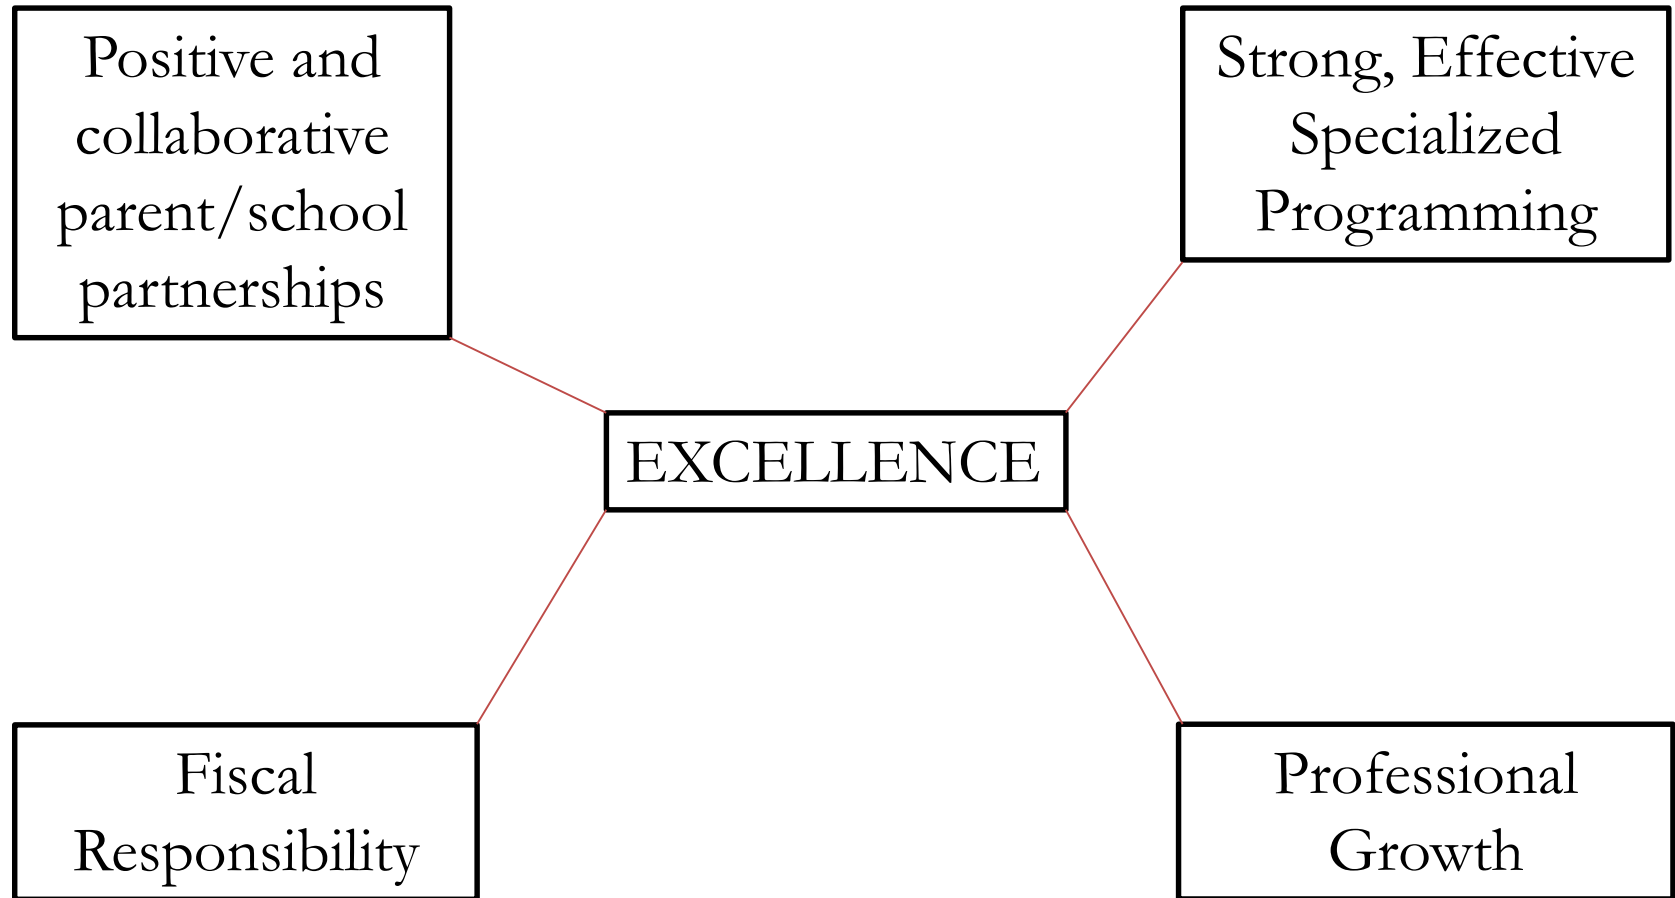 Positive and
collaborative
parent/school
partnerships
Strong, Effective
Specialized
Programming
EXCELLENCE
Fiscal
Responsibility
Professional
Growth